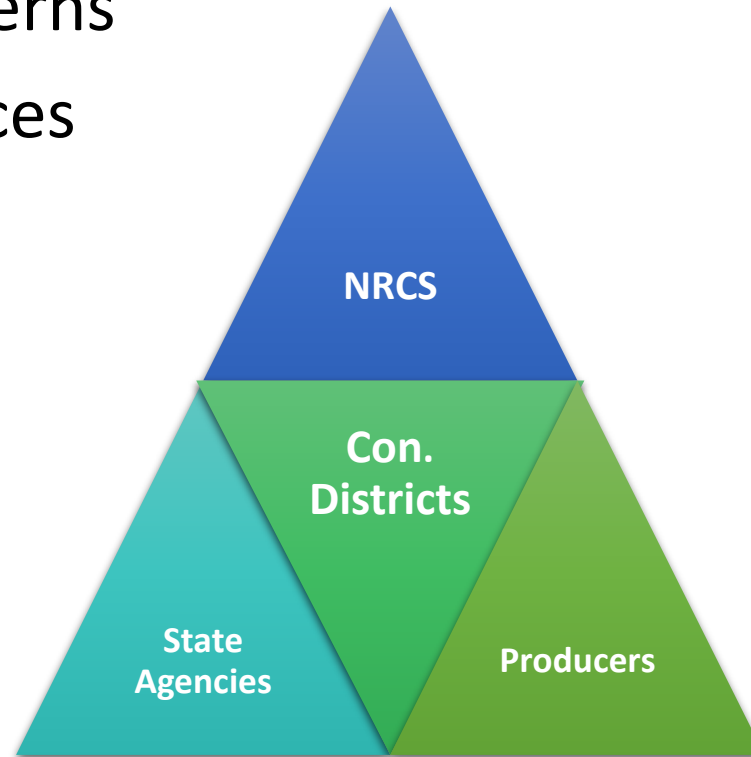 erns
ces
NRCS
Con.
Districts
State
Agencies
Producers